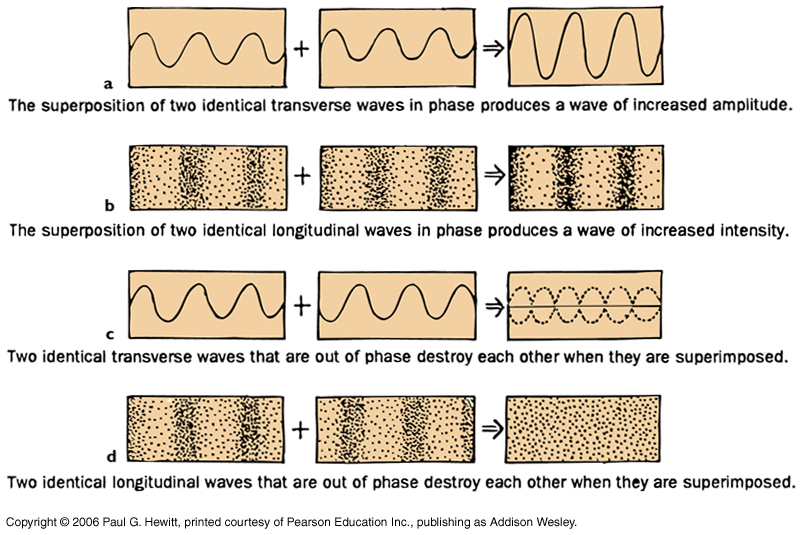 a
The superposition of two identical transverse waves in phase produces a wave of increased amplitude.
b
The superposition of two identical longitudinal waves in phase produces a wave of increased intensity.
c
Two identical transverse waves that are out of phase destroy each other when they are superimposed.
d
Two identical longitudinal waves that are out of phase destroy each other when they are superimposed.
Copyright © 2006 Paul G. Hewitt, printed courtesy of Pearson Education Inc., publishing as Addison Wesley.